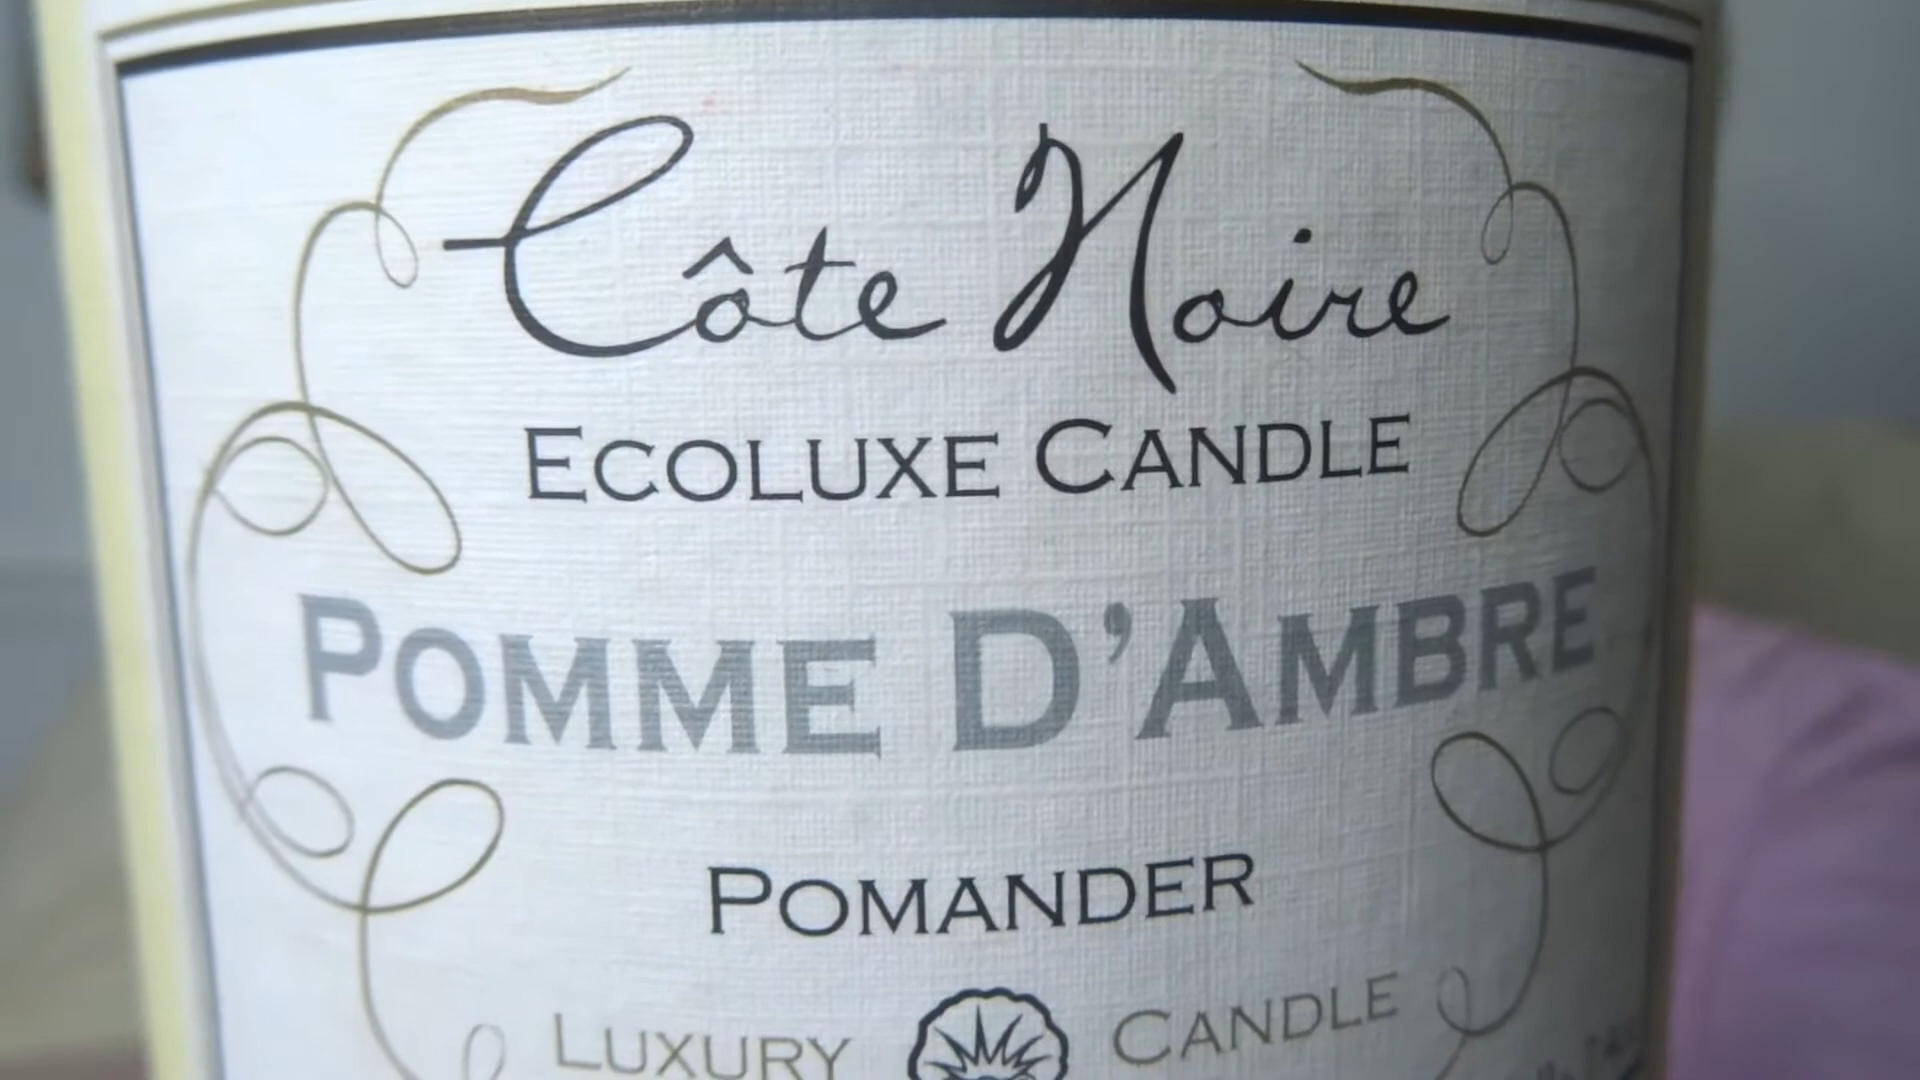 Côte Noire
ECOLUXE CANDLE
POMME D'AMBRE
POMANDER
LUXURY CANDLE